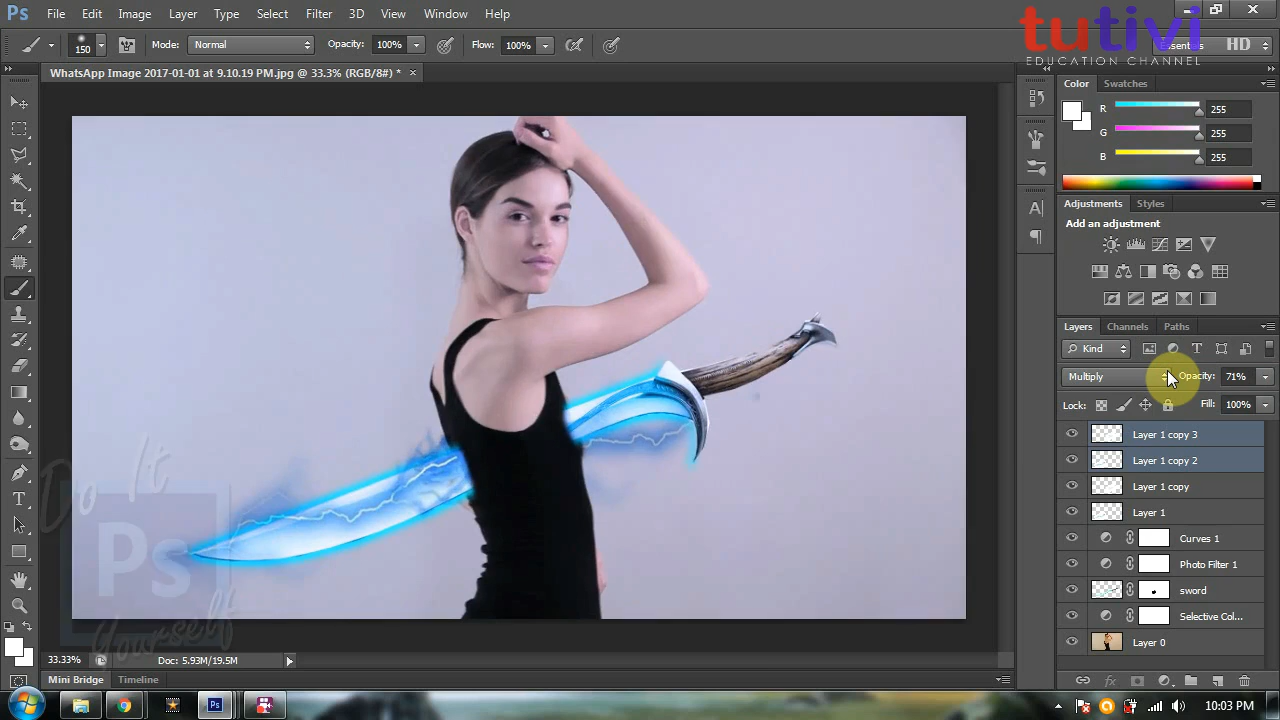 Ps File Edit Image Layer Type Select Filter 3D View Window Help
tutivi
EDUCATION CHANNEL HD
150 Mode: Normal Opacity: 100% Flow: 100%
WhatsApp Image 2017-01-01 at 9.10.19 PM.jpg @ 33.3% (RGB/8#) * ×
Color Swatches
R 255
G 255
B 255
Adjustments Styles
Add an adjustment
Layers Channels Paths
Kind
Multiply Opacity: 71%
Lock: Fill: 100%
Layer 1 copy 3
Layer 1 copy 2
Layer 1 copy
Layer 1
Curves 1
Photo Filter 1
sword
Selective Col...
Layer 0
Do It
Ps
Yourself
33.33% Doc: 5.93M/19.5M
Mini Bridge Timeline
Ps 10:03 PM